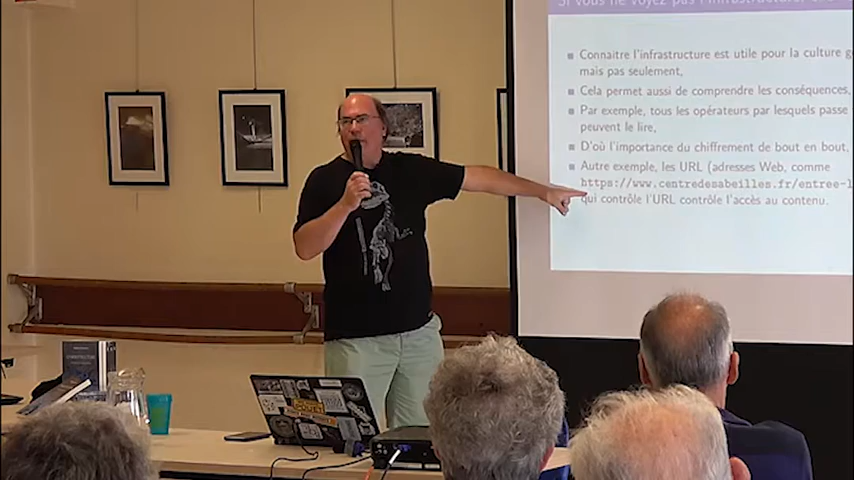 Si vous ne voyez pas l'infrastructure,
Connaitre l'infrastructure est utile pour la culture
mais pas seulement,
Cela permet aussi de comprendre les conséquences,
Par exemple, tous les opérateurs par lesquels passe
peuvent le lire,
D'où l'importance du chiffrement de bout en bout,
Autre exemple, les URL (adresses Web, comme
https://www.centredesabeilles.fr/entree-l
qui contrôle l'URL contrôle l'accès au contenu.